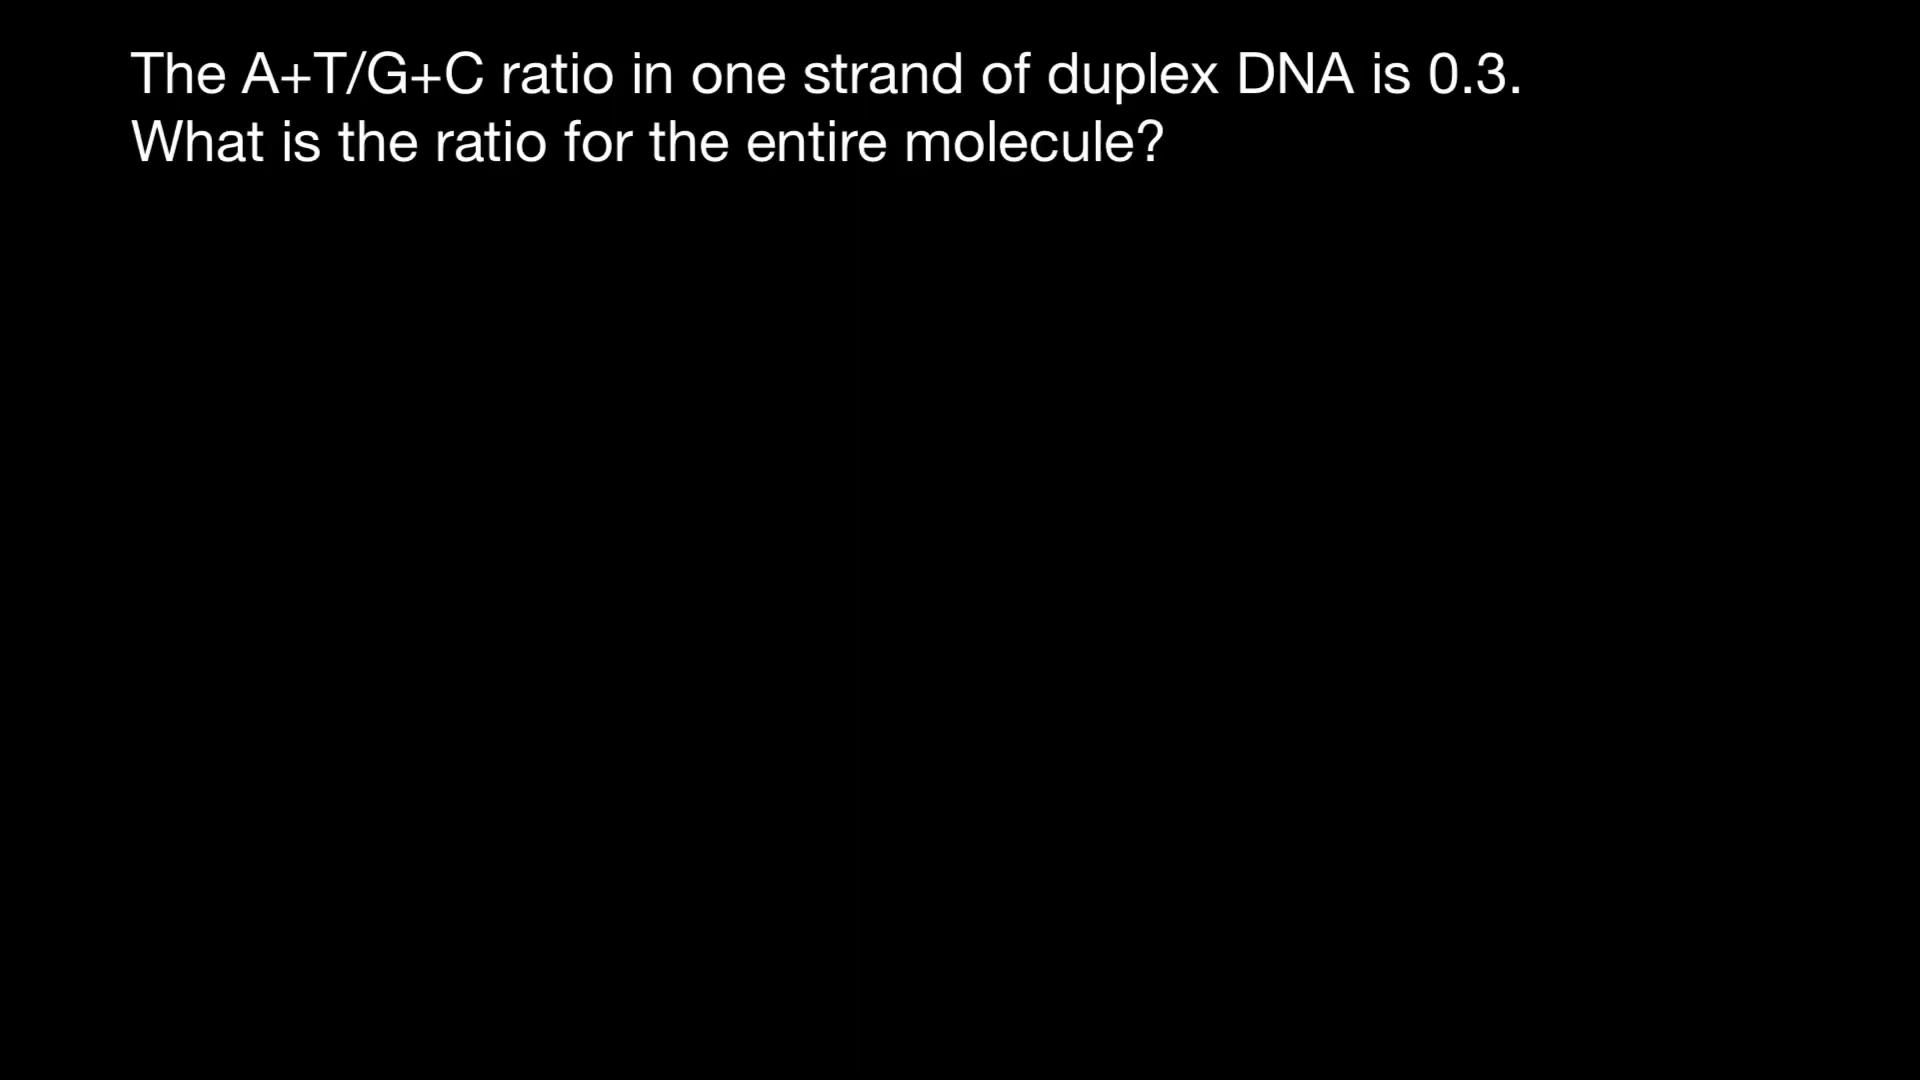 The A+T/G+C ratio in one strand of duplex DNA is 0.3.
What is the ratio for the entire molecule?